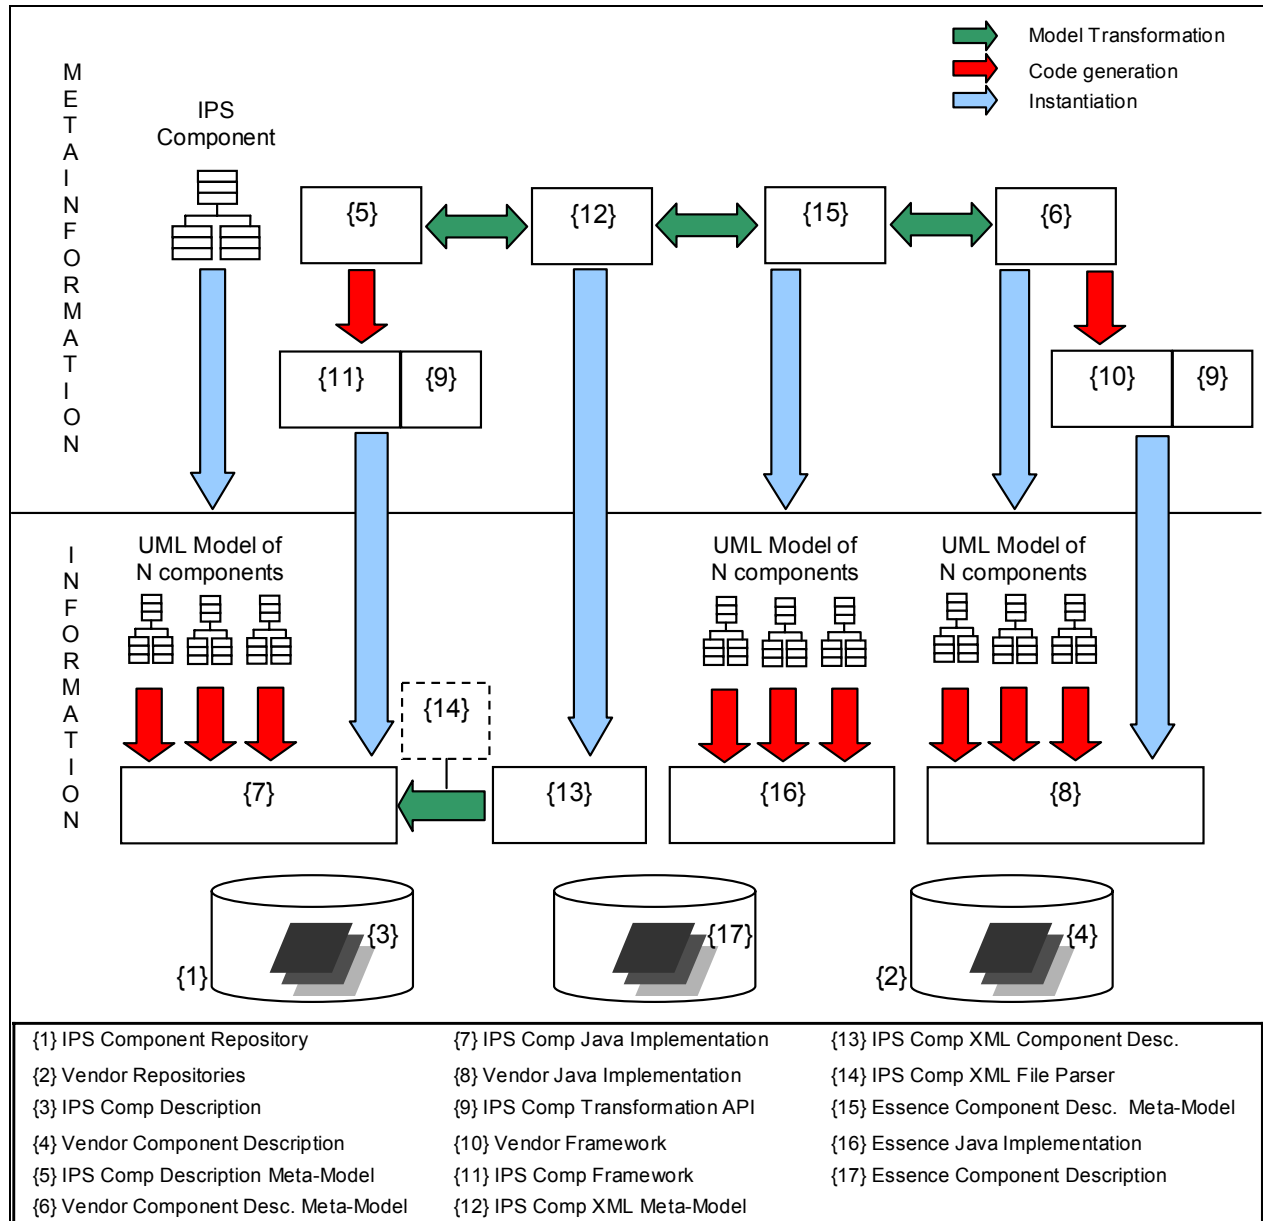 Model Transformation
Code generation
Instantiation
METAINFORMATION
IPS
Component
{5}
{12}
{15}
{6}
{11}
{9}
{10}
{9}
INFORMATION
UML Model of
N components
UML Model of
N components
UML Model of
N components
{14}
{7}
{13}
{16}
{8}
{3}
{17}
{4}
{1}
{2}
{1} IPS Component Repository
{2} Vendor Repositories
{3} IPS Comp Description
{4} Vendor Component Description
{5} IPS Comp Description Meta-Model
{6} Vendor Component Desc. Meta-Model
{7} IPS Comp Java Implementation
{8} Vendor Java Implementation
{9} IPS Comp Transformation API
{10} Vendor Framework
{11} IPS Comp Framework
{12} IPS Comp XML Meta-Model
{13} IPS Comp XML Component Desc.
{14} IPS Comp XML File Parser
{15} Essence Component Desc. Meta-Model
{16} Essence Java Implementation
{17} Essence Component Description